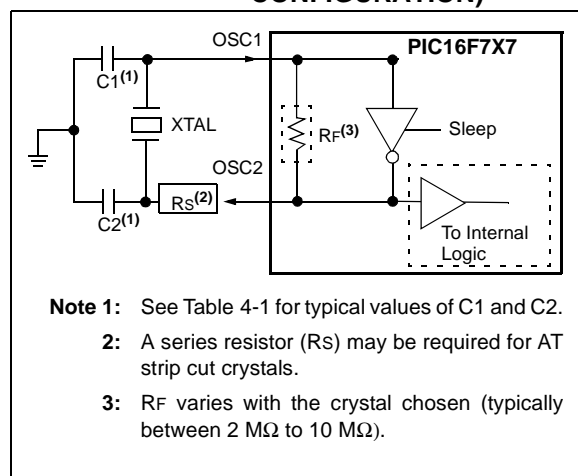 CONFIGURATION)
OSC1
PIC16F7X7
C1(1)
XTAL
RF(3)
Sleep
OSC2
RS(2)
C2(1)
To Internal
Logic
Note 1: See Table 4-1 for typical values of C1 and C2.
2: A series resistor (RS) may be required for AT
strip cut crystals.
3: RF varies with the crystal chosen (typically
between 2 MΩ to 10 MΩ).